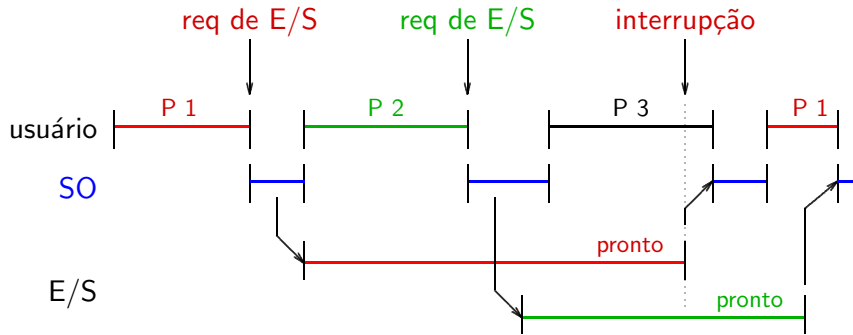 req de E/S req de E/S interrupção
P 1 P 2 P 3 P 1
usuário
SO
pronto
E/S
pronto